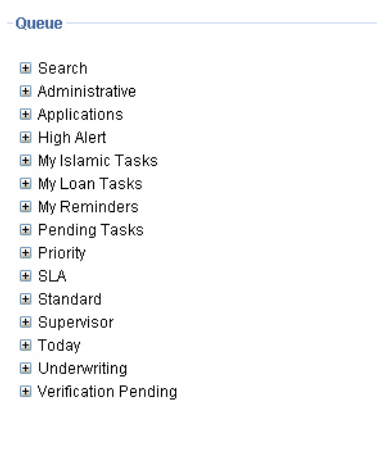 Queue
Search
Administrative
Applications
High Alert
My Islamic Tasks
My Loan Tasks
My Reminders
Pending Tasks
Priority
SLA
Standard
Supervisor
Today
Underwriting
Verification Pending